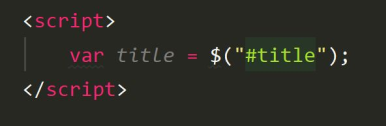 <script>
var title = $("#title");
</script>